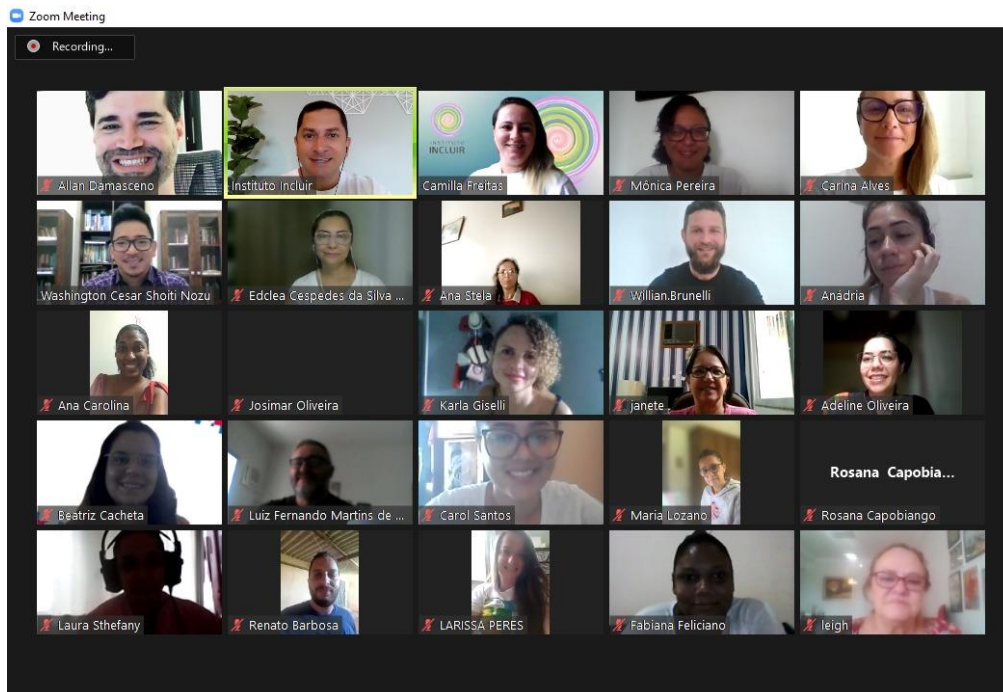 Zoom Meeting
Recording...
Allan Damasceno
Instituto Incluir
INSTITUTO
INCLUIR
Camilla Freitas
Mônica Pereira
Carina Alves
Washington Cesar Shoiti Nozu
Edclea Cespedes da Silva ...
Ana Stela
Willian.Brunelli
Anádria
Ana Carolina
Josimar Oliveira
Karla Giselli
janete
Adeline Oliveira
Beatriz Cacheta
Luiz Fernando Martins de ...
Carol Santos
Maria Lozano
Rosana Capobia...
Rosana Capobiango
Laura Sthefany
Renato Barbosa
LARISSA PERES
Fabiana Feliciano
leigh